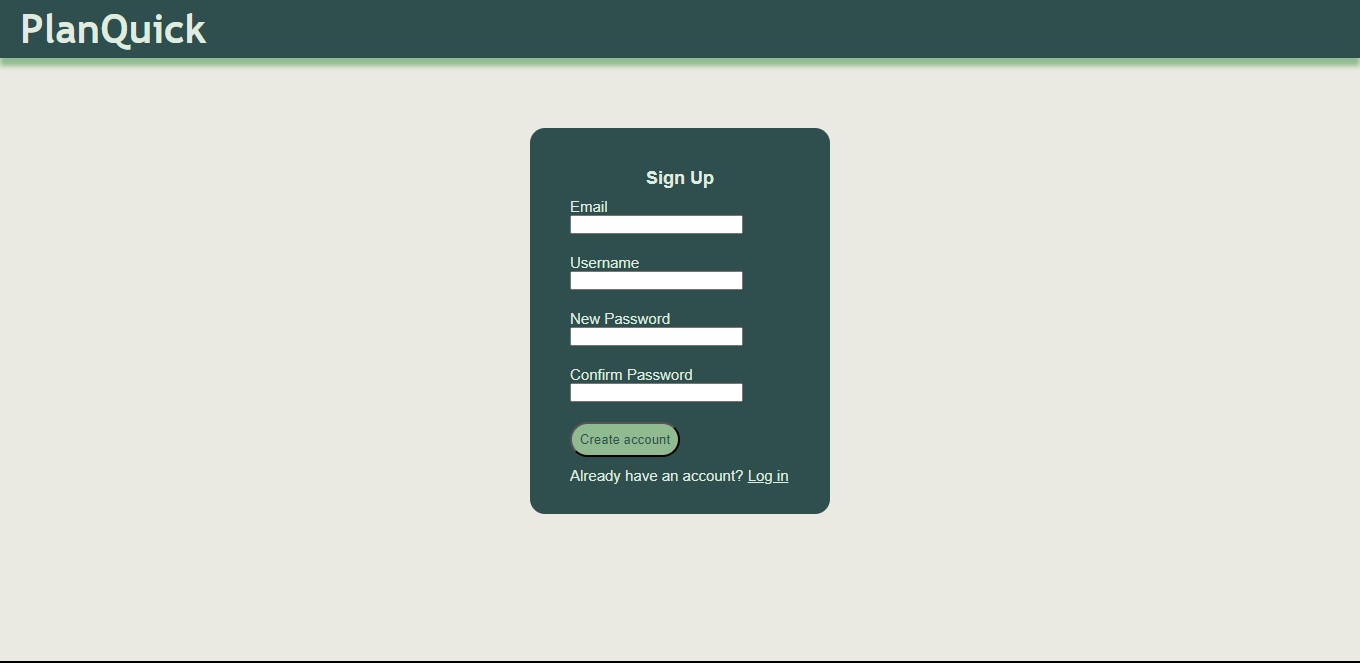 PlanQuick
Sign Up
Email
Username
New Password
Confirm Password
Create account
Already have an account? Log in